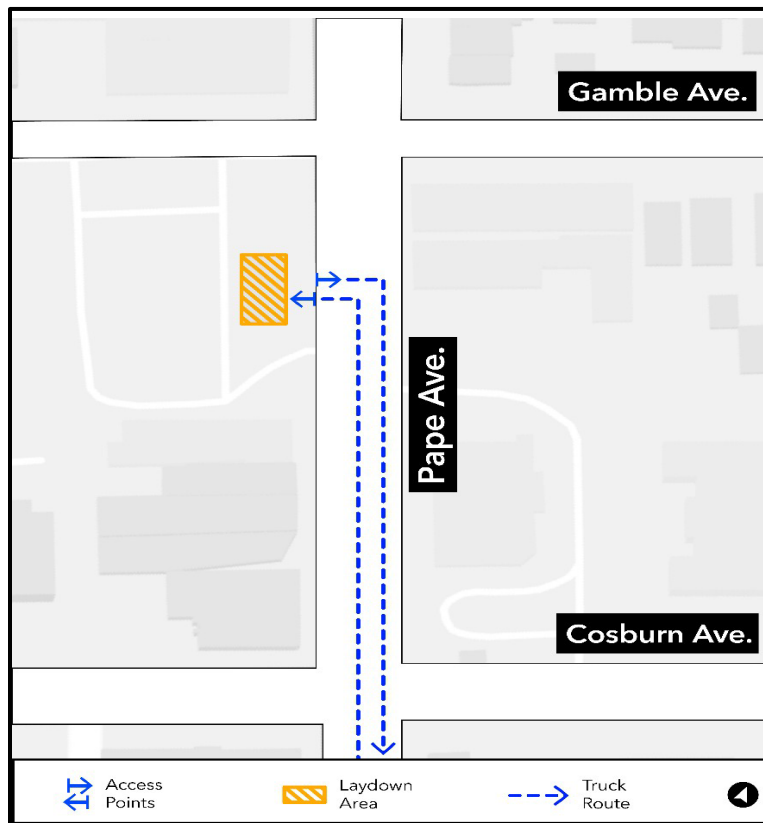 Gamble Ave.
Pape Ave.
Cosburn Ave.
Access
Points
Laydown
Area
Truck
Route